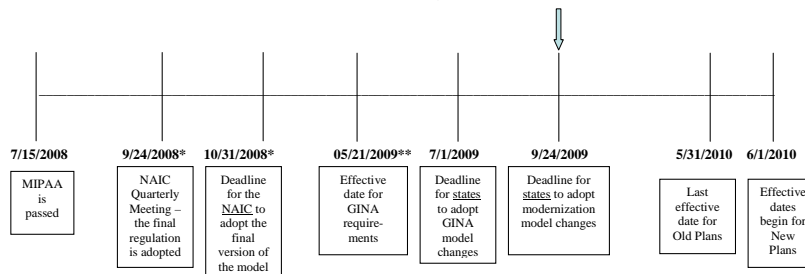 7/15/2008
9/24/2008*
10/31/2008*
05/21/2009**
7/1/2009
9/24/2009
5/31/2010
6/1/2010
MIPAA
is
passed
NAIC
Quarterly
Meeting –
the final
regulation
is adopted
Deadline
for the
NAIC to
adopt the
final
version of
the model
Effective
date for
GINA
require-
ments
Deadline
for states
to adopt
GINA
model
changes
Deadline for
states to adopt
modernization
model changes
Last
effective
date for
Old Plans
Effective
dates
begin for
New
Plans